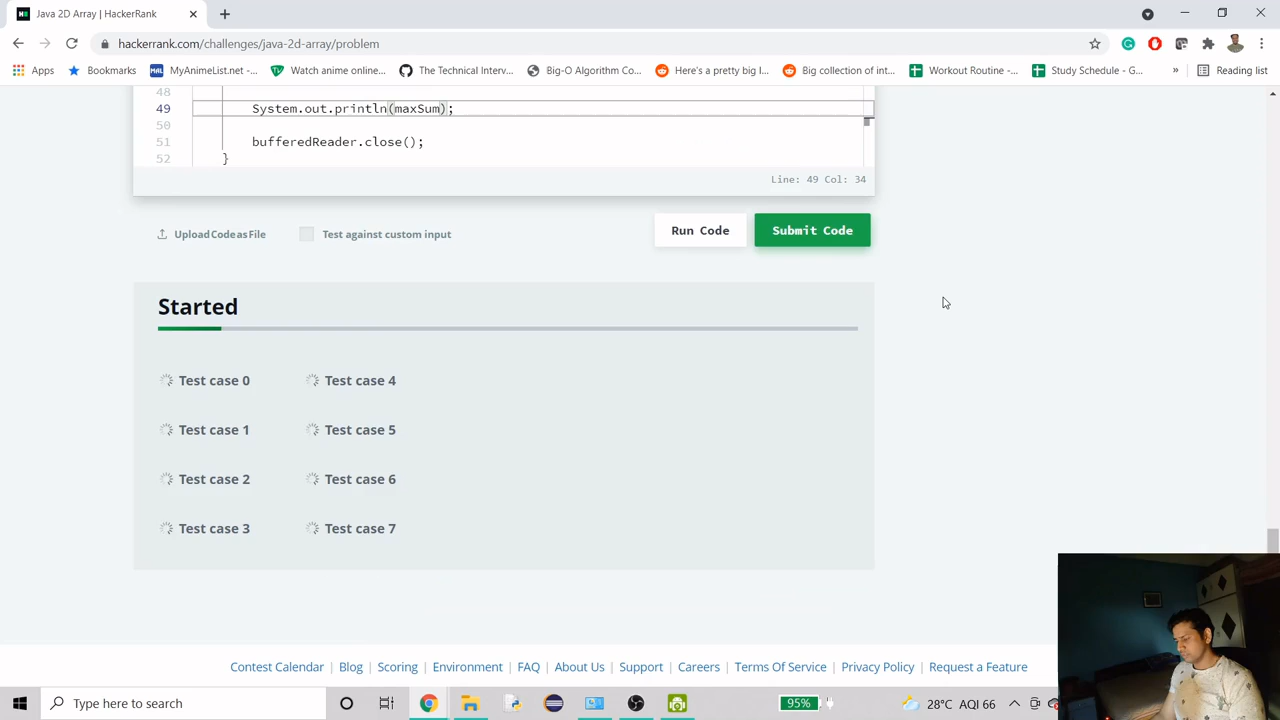 Java 2D Array | HackerRank
hackerrank.com/challenges/java-2d-array/problem
Apps Bookmarks MyAnimeList.net -... Watch anime online... The Technical Interv... Big-O Algorithm Co... Here's a pretty big l... Big collection of int... Workout Routine -... Study Schedule - G... » Reading list
48
49 System.out.println(maxSum);
50
51 bufferedReader.close();
52 }
Line: 49 Col: 34
Upload Code as File Test against custom input Run Code Submit Code
Started
Test case 0 Test case 4
Test case 1 Test case 5
Test case 2 Test case 6
Test case 3 Test case 7
Contest Calendar Blog Scoring Environment FAQ About Us Support Careers Terms Of Service Privacy Policy Request a Feature
Type here to search 95% 28°C AQI 66